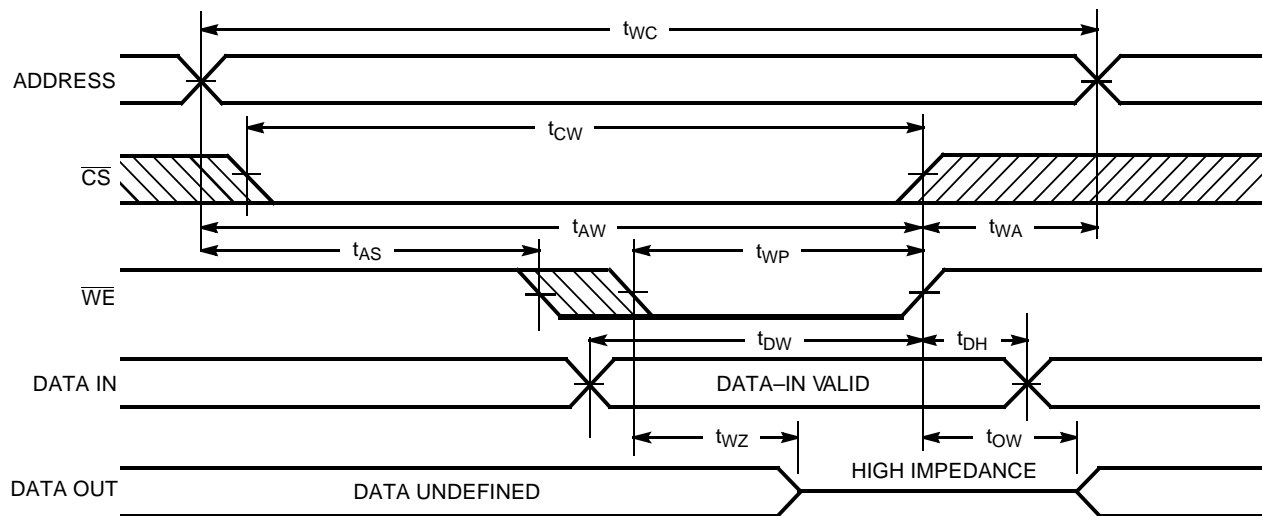 tWC
ADDRESS
tCW
CS
tAW
tWA
tAS
tWP
WE
tDW
tDH
DATA IN
DATA–IN VALID
tWZ
tOW
HIGH IMPEDANCE
DATA OUT
DATA UNDEFINED